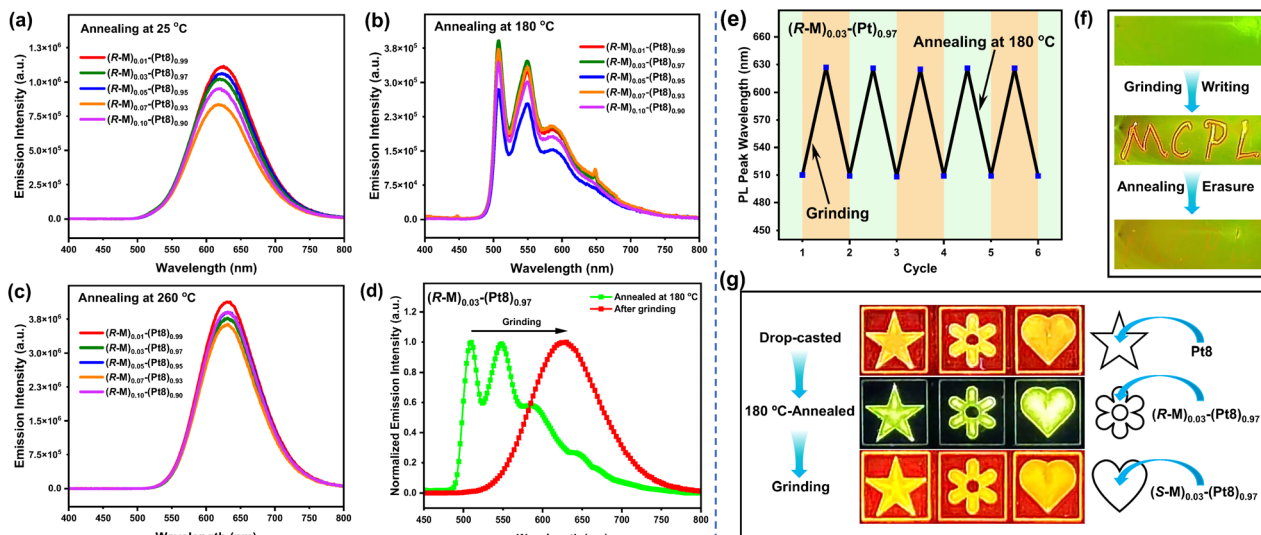 (a)
Annealing at 25 °C
(R-M)0.01-(Pt8)0.99
(R-M)0.03-(Pt8)0.97
(R-M)0.05-(Pt8)0.95
(R-M)0.07-(Pt8)0.93
(R-M)0.10-(Pt8)0.90
Emission Intensity (a.u.)
1.3×10⁶
1.0×10⁶
7.5×10⁵
5.0×10⁵
2.5×10⁵
0.0
400 450 500 550 600 650 700 750 800
Wavelength (nm)
(b)
Annealing at 180 °C
(R-M)0.01-(Pt8)0.99
(R-M)0.03-(Pt8)0.97
(R-M)0.05-(Pt8)0.95
(R-M)0.07-(Pt8)0.93
(R-M)0.10-(Pt8)0.90
Emission Intensity (a.u.)
3.8×10⁵
3.0×10⁵
2.3×10⁵
1.5×10⁵
7.5×10⁴
0.0
400 450 500 550 600 650 700 750 800
Wavelength (nm)
(c)
Annealing at 260 °C
(R-M)0.01-(Pt8)0.99
(R-M)0.03-(Pt8)0.97
(R-M)0.05-(Pt8)0.95
(R-M)0.07-(Pt8)0.93
(R-M)0.10-(Pt8)0.90
Emission Intensity (a.u.)
3.8×10⁶
3.0×10⁶
2.3×10⁶
1.5×10⁶
7.5×10⁵
0.0
400 450 500 550 600 650 700 750 800
(d)
(R-M)0.03-(Pt8)0.97
Annealed at 180 °C
After grinding
Grinding
Normalized Emission Intensity (a.u.)
1.2
1.0
0.8
0.6
0.4
0.2
0.0
450 500 550 600 650 700 750 800
(e)
(R-M)0.03-(Pt)0.97
Annealing at 180 °C
Grinding
PL Peak Wavelength (nm)
660
630
600
570
540
510
480
450
1 2 3 4 5 6
Cycle
(f)
Grinding Writing
MCPL
Annealing Erasure
(g)
Drop-casted
180 °C-Annealed
Grinding
Pt8
(R-M)0.03-(Pt8)0.97
(S-M)0.03-(Pt8)0.97